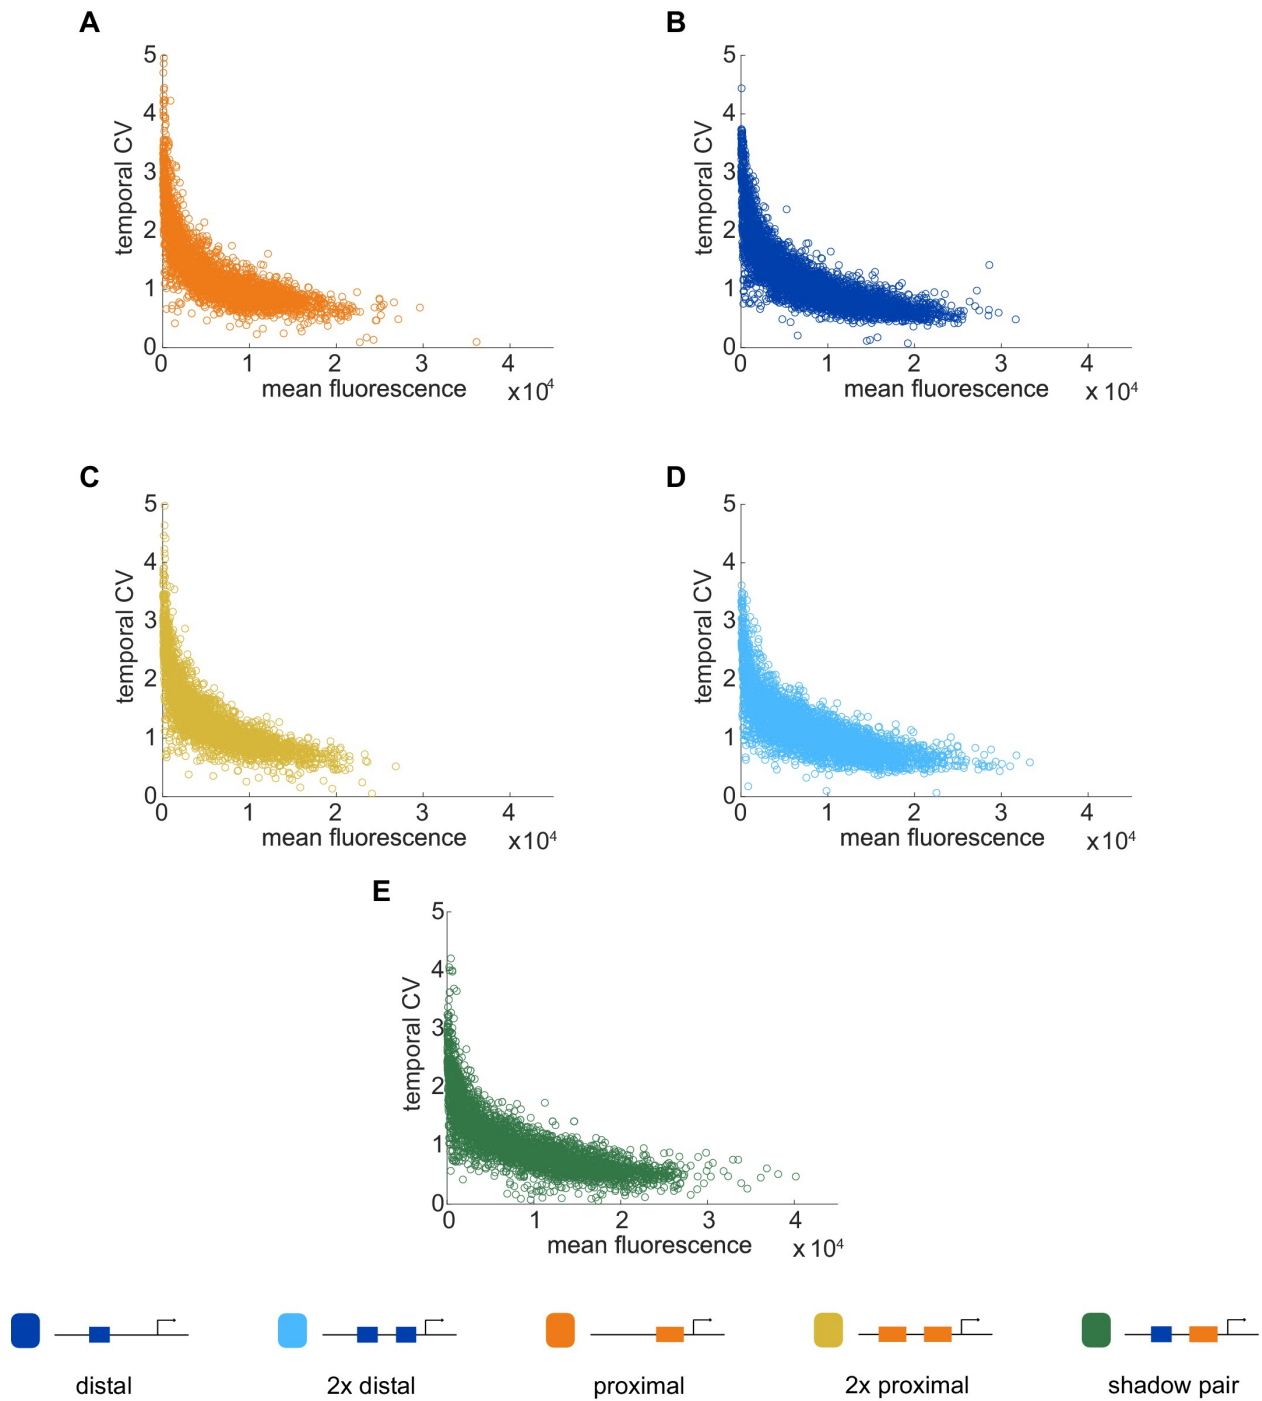 A
B
5
4
3
2
1
0
temporal CV
0 1 2 3 4
mean fluorescence
x10⁴
5
4
3
2
1
0
temporal CV
0 1 2 3 4
mean fluorescence
x 10⁴
C
D
5
4
3
2
1
0
temporal CV
0 1 2 3 4
mean fluorescence
x10⁴
5
4
3
2
1
0
temporal CV
0 1 2 3 4
mean fluorescence
x10⁴
E
5
4
3
2
1
0
temporal CV
0 1 2 3 4
mean fluorescence
x 10⁴
distal
2x distal
proximal
2x proximal
shadow pair